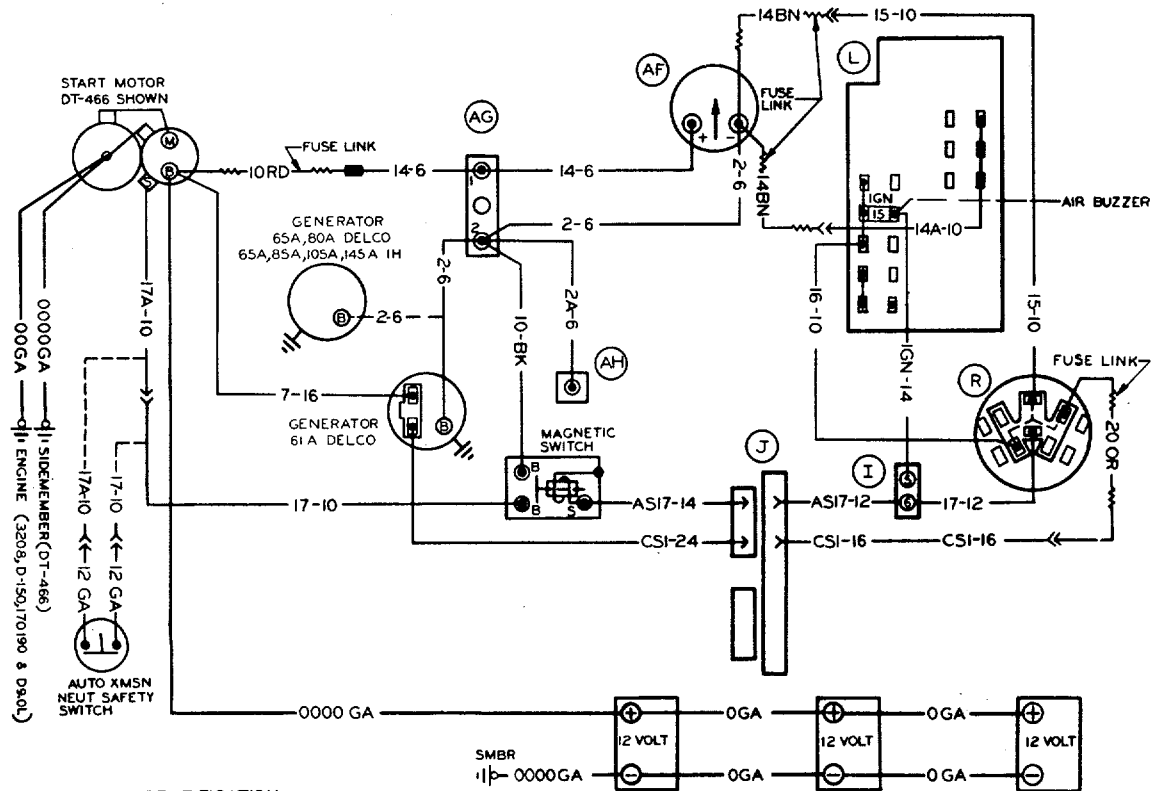 14BN
15-10
L
AF
START MOTOR
DT-466 SHOWN
AG
FUSE
LINK
M
B
S
+
-
10RD
FUSE LINK
14-6
1
14-6
2-6
14BN
IGN
15
AIR BUZZER
GENERATOR
65A, 80A DELCO
65A, 85A, 105A, 145A IH
2
2-6
14A-10
17A-10
0000GA
00GA
2-6
B
2-6
10-BK
2A-6
16-10
IGN-14
15-10
AH
R
FUSE LINK
7-16
GENERATOR
61A DELCO
B
MAGNETIC
SWITCH
J
I
20 OR
B
B
S
5
6
17A-10
17-10
17-10
AS17-14
AS17-12
17-12
CS1-24
CS1-16
CS1-16
12 GA
12 GA
ENGINE (3208, D-150,170190 & D9.0L)
SIDEMEMBER (DT-466)
AUTO XMSN
NEUT SAFETY
SWITCH
0000 GA
+
0GA
+
0GA
+
12 VOLT
12 VOLT
12 VOLT
SMBR
0000GA
-
0GA
-
0GA
-